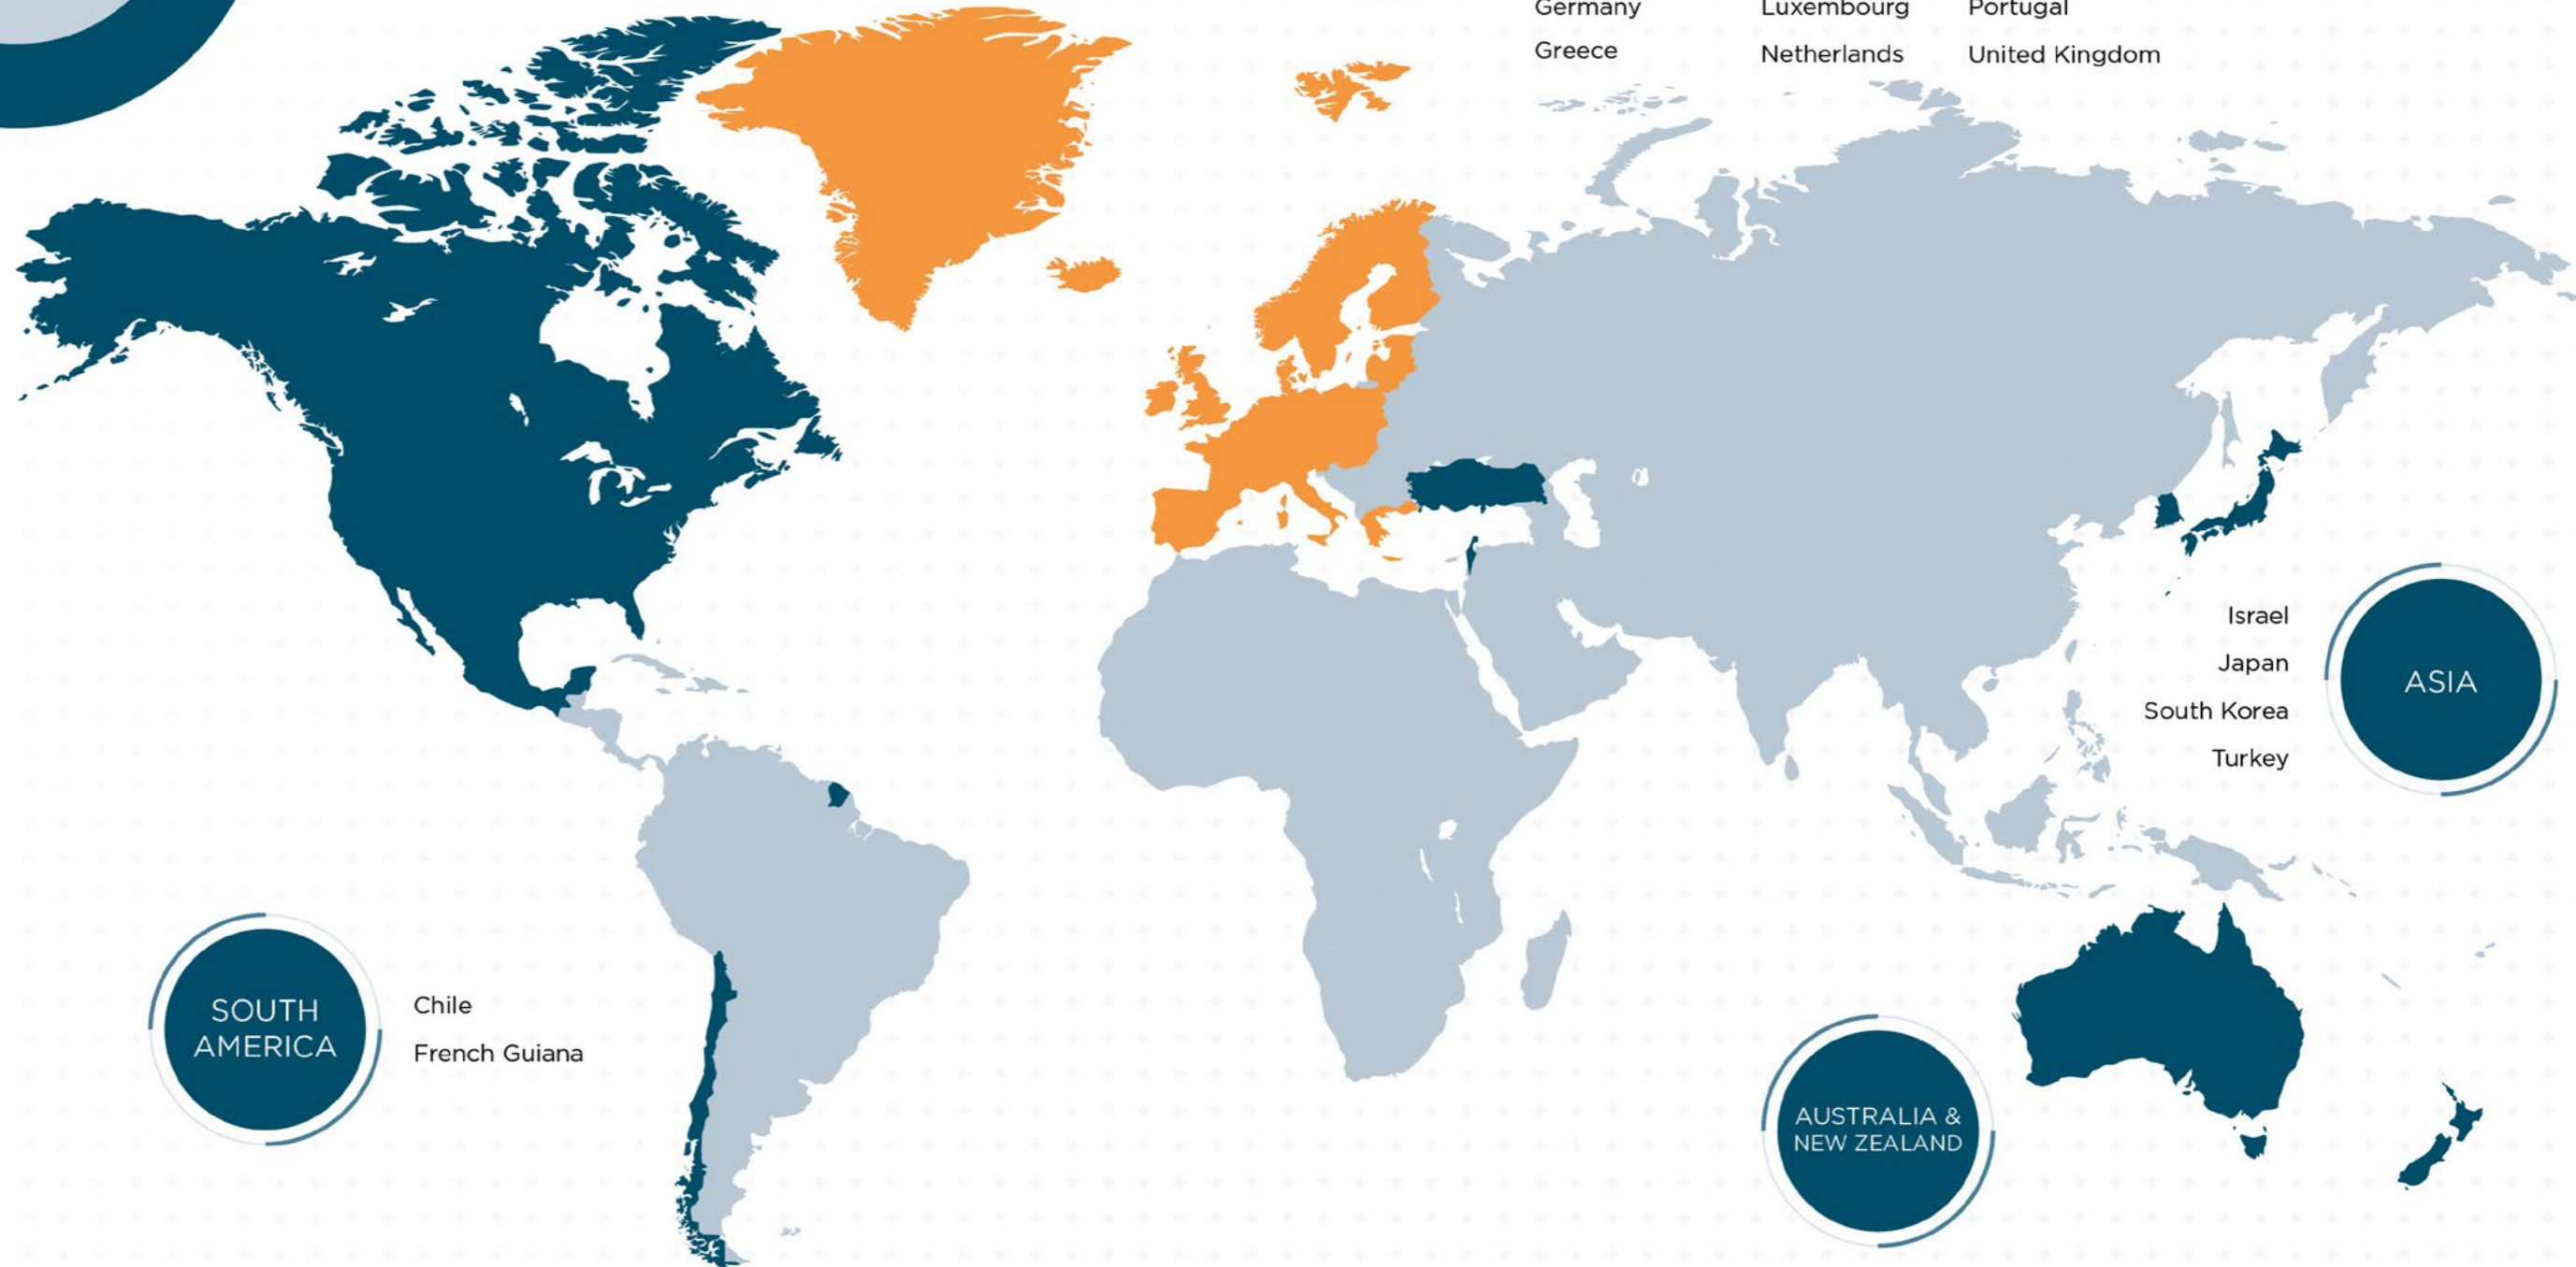 Germany Luxembourg Portugal
Greece Netherlands United Kingdom
Israel
Japan
South Korea
Turkey
ASIA
SOUTH
AMERICA
Chile
French Guiana
AUSTRALIA &
NEW ZEALAND